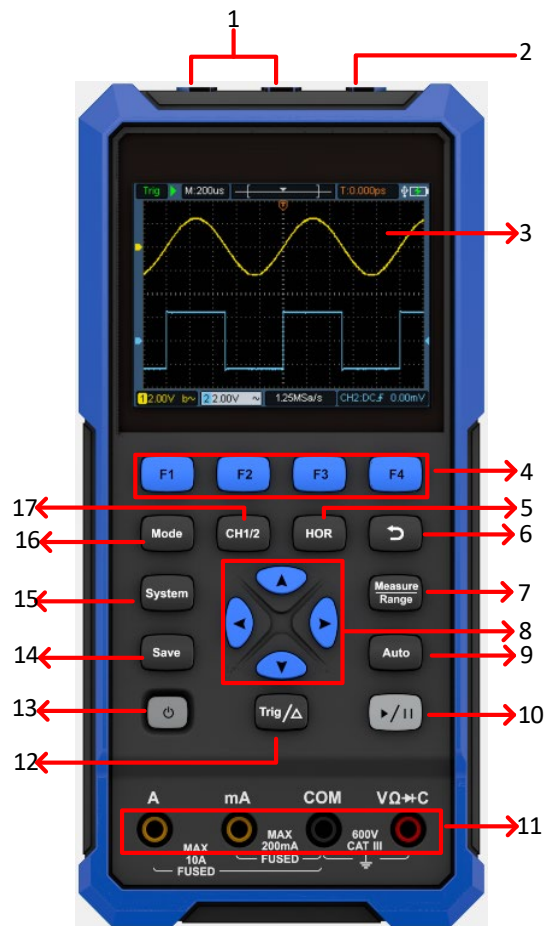 1
2
Trig M:200us T:0.000ps
T
3
1 2.00V b~ 2 2.00V ~ 1.25MSa/s CH2:DC 0.00mV
F1 F2 F3 F4
4
17
5
16
Mode CH1/2 HOR
6
15
System
Measure
Range
7
8
14
Save
Auto
9
13
Trig/△
10
12
A mA COM VΩC
11
MAX
10A
FUSED
MAX
200mA
FUSED
600V
CAT III